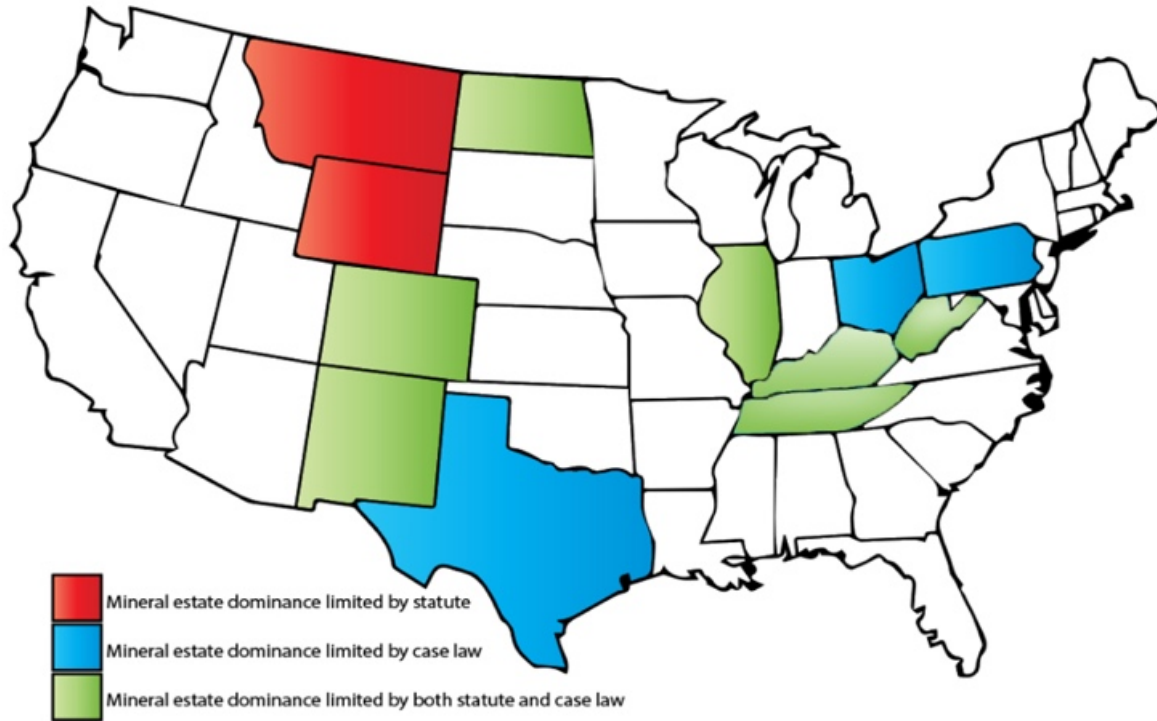 Mineral estate dominance limited by statute
Mineral estate dominance limited by case law
Mineral estate dominance limited by both statute and case law